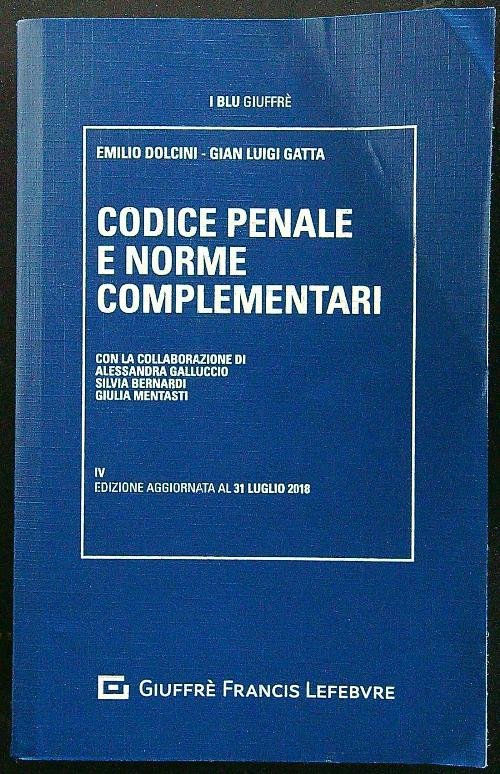 I BLU GIUFFRÈ
EMILIO DOLCINI - GIAN LUIGI GATTA
CODICE PENALE
E NORME
COMPLEMENTARI
CON LA COLLABORAZIONE DI
ALESSANDRA GALLUCCIO
SILVIA BERNARDI
GIULIA MENTASTI
IV
EDIZIONE AGGIORNATA AL 31 LUGLIO 2018
GIUFFRÈ FRANCIS LEFEBVRE